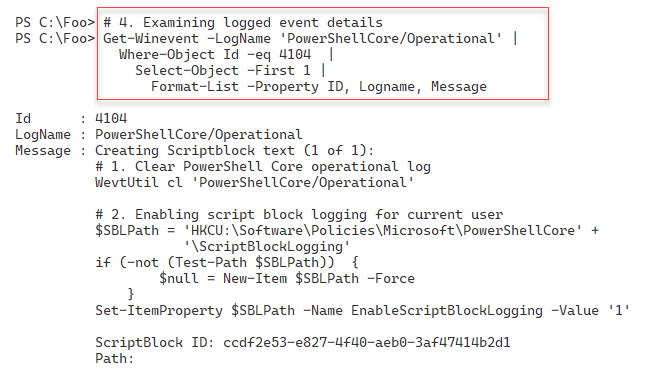 PS C:\Foo> # 4. Examining logged event details
PS C:\Foo> Get-Winevent -LogName 'PowerShellCore/Operational' |
Where-Object Id -eq 4104 |
Select-Object -First 1 |
Format-List -Property ID, Logname, Message
Id : 4104
LogName : PowerShellCore/Operational
Message : Creating Scriptblock text (1 of 1):
# 1. Clear PowerShell Core operational log
WevtUtil cl 'PowerShellCore/Operational'
# 2. Enabling script block logging for current user
$SBLPath = 'HKCU:\Software\Policies\Microsoft\PowerShellCore' +
'\ScriptBlockLogging'
if (-not (Test-Path $SBLPath)) {
$null = New-Item $SBLPath -Force
}
Set-ItemProperty $SBLPath -Name EnableScriptBlockLogging -Value '1'
ScriptBlock ID: ccdf2e53-e827-4f40-aeb0-3af47414b2d1
Path: